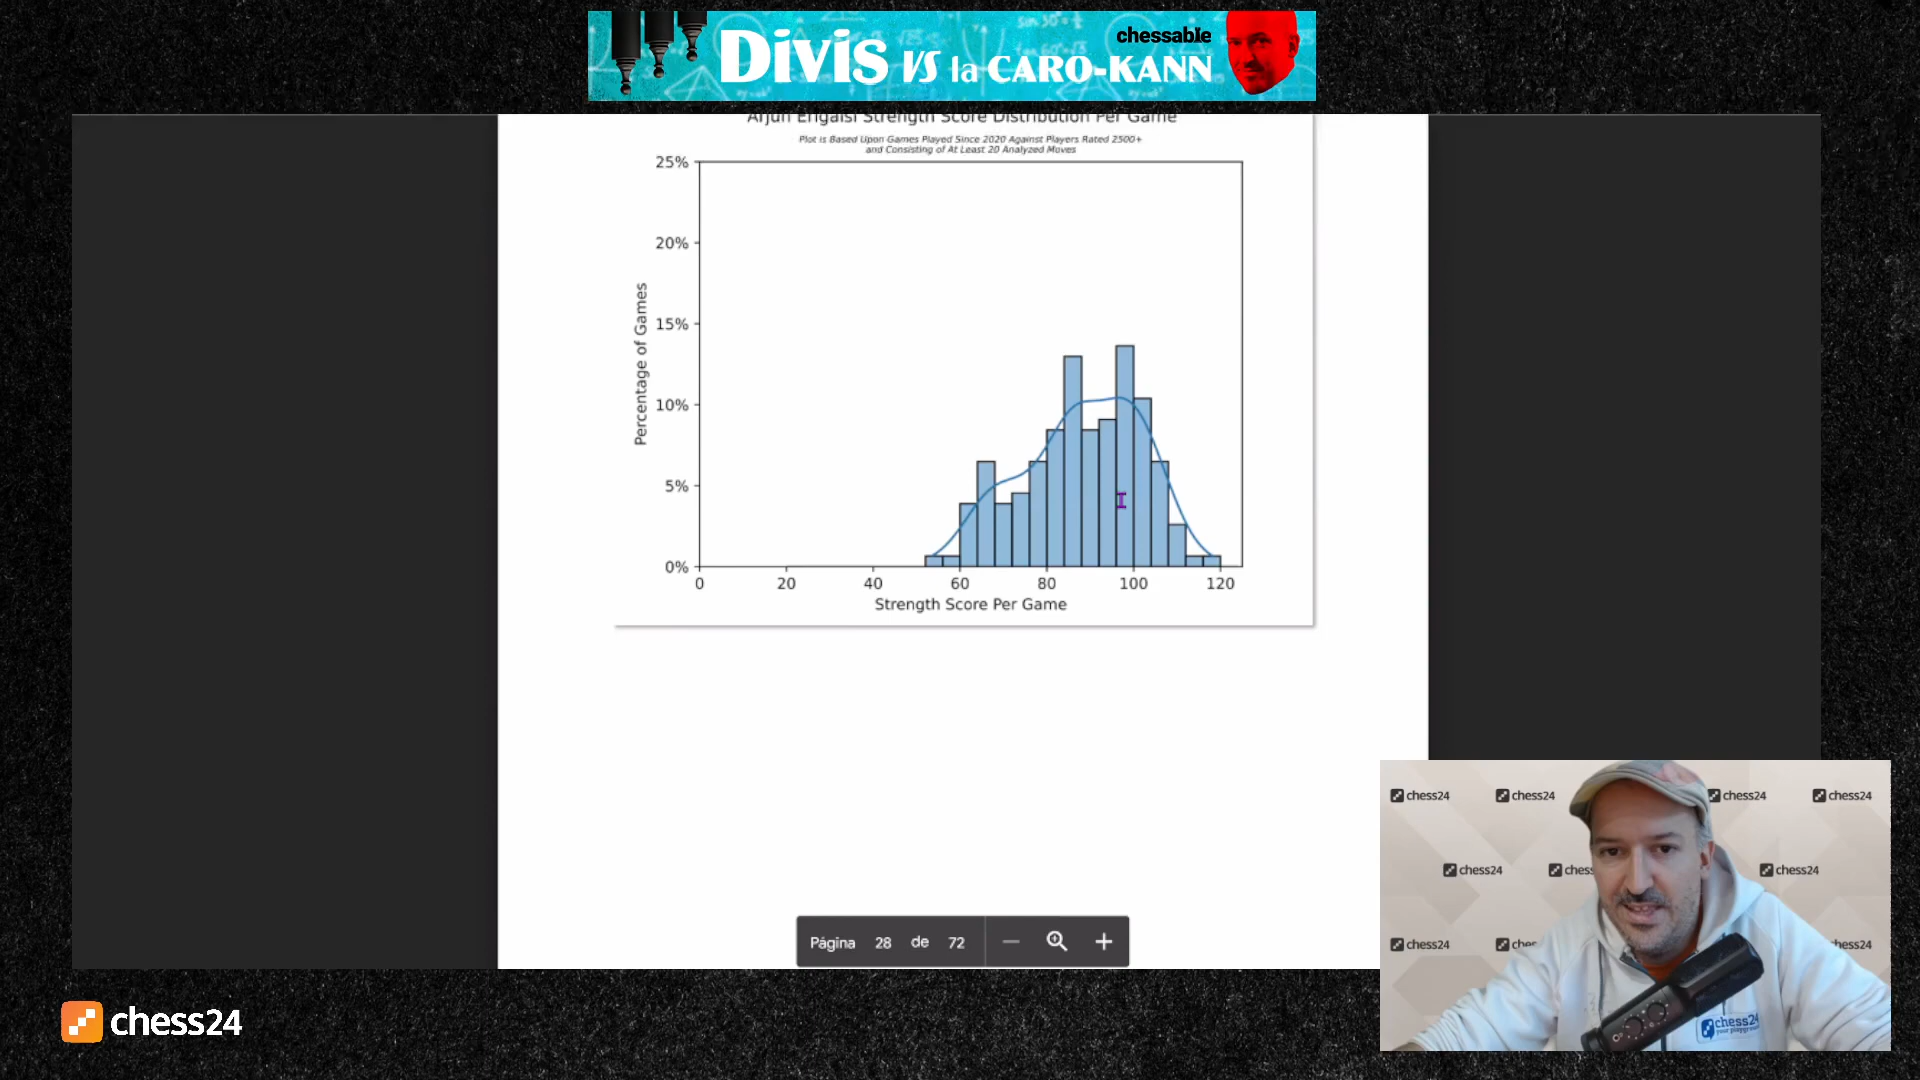 chessable
Divis vs la CARO-KANN
Arjun Erigaisi Strength Score Distribution Per Game
Plot is Based Upon Games Played Since 2020 Against Players Rated 2500+
and Consisting of At Least 20 Analyzed Moves
25%
20%
15%
10%
5%
0%
Percentage of Games
0 20 40 60 80 100 120
Strength Score Per Game
Página 28 de 72
chess24 chess24 chess24 chess24
chess24 chess24
chess24
chess24
your playground
chess24